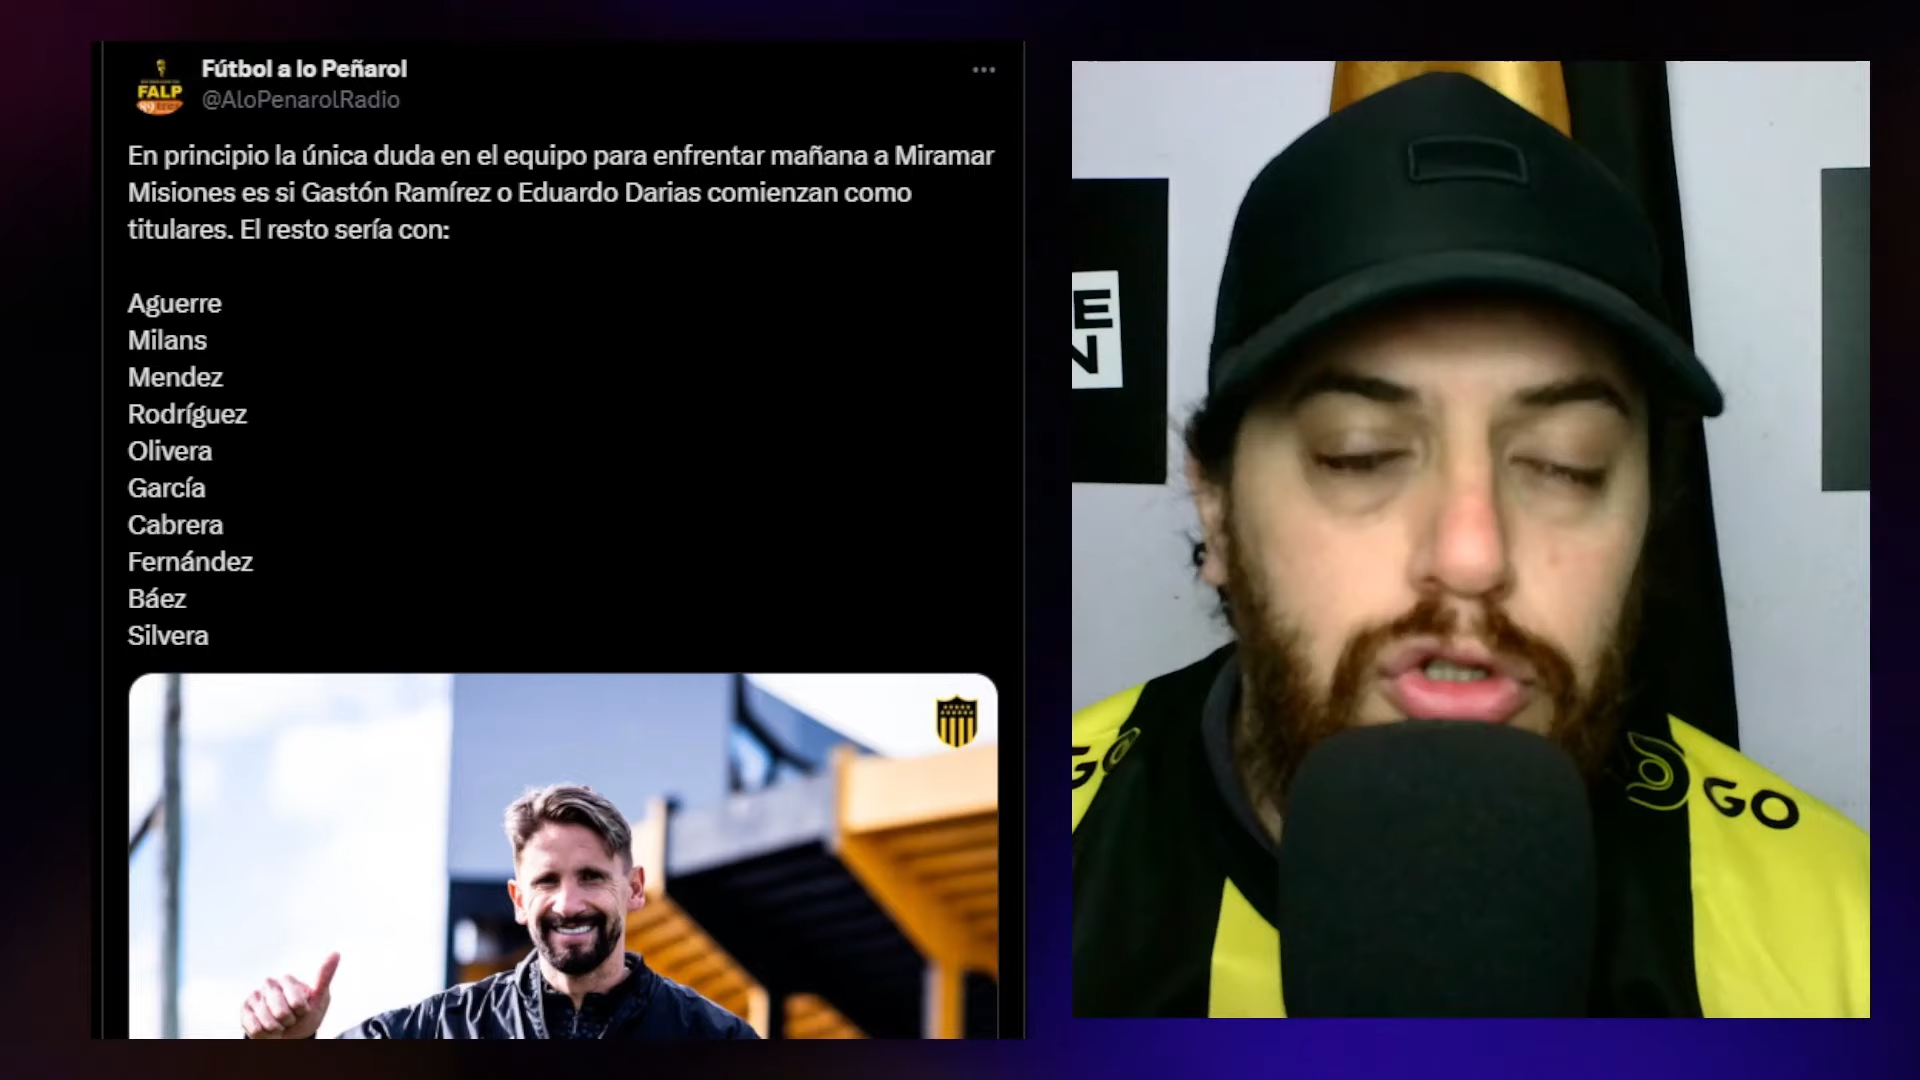 Fútbol a lo Peñarol
@AloPenarolRadio
FALP
En principio la única duda en el equipo para enfrentar mañana a Miramar
Misiones es si Gastón Ramírez o Eduardo Darias comienzan como
titulares. El resto sería con:
Aguerre
Milans
Mendez
Rodríguez
Olivera
García
Cabrera
Fernández
Báez
Silvera
E
N
GO
GO